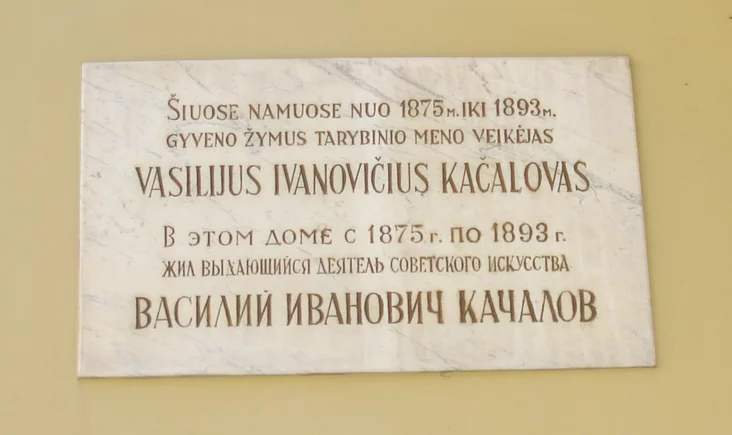 ŠIUOSE NAMUOSE NUO 1875 M. IKI 1893 M.
GYVENO ŽYMUS TARYBINIO MENO VEIKĖJAS
VASILIJUS IVANOVIČIUS KAČALOVAS
В ЭТОМ ДОМЕ С 1875 г. ПО 1893 г.
ЖИЛ ВЫДАЮЩИЙСЯ ДЕЯТЕЛЬ СОВЕТСКОГО ИСКУССТВА
ВАСИЛИЙ ИВАНОВИЧ КАЧАЛОВ